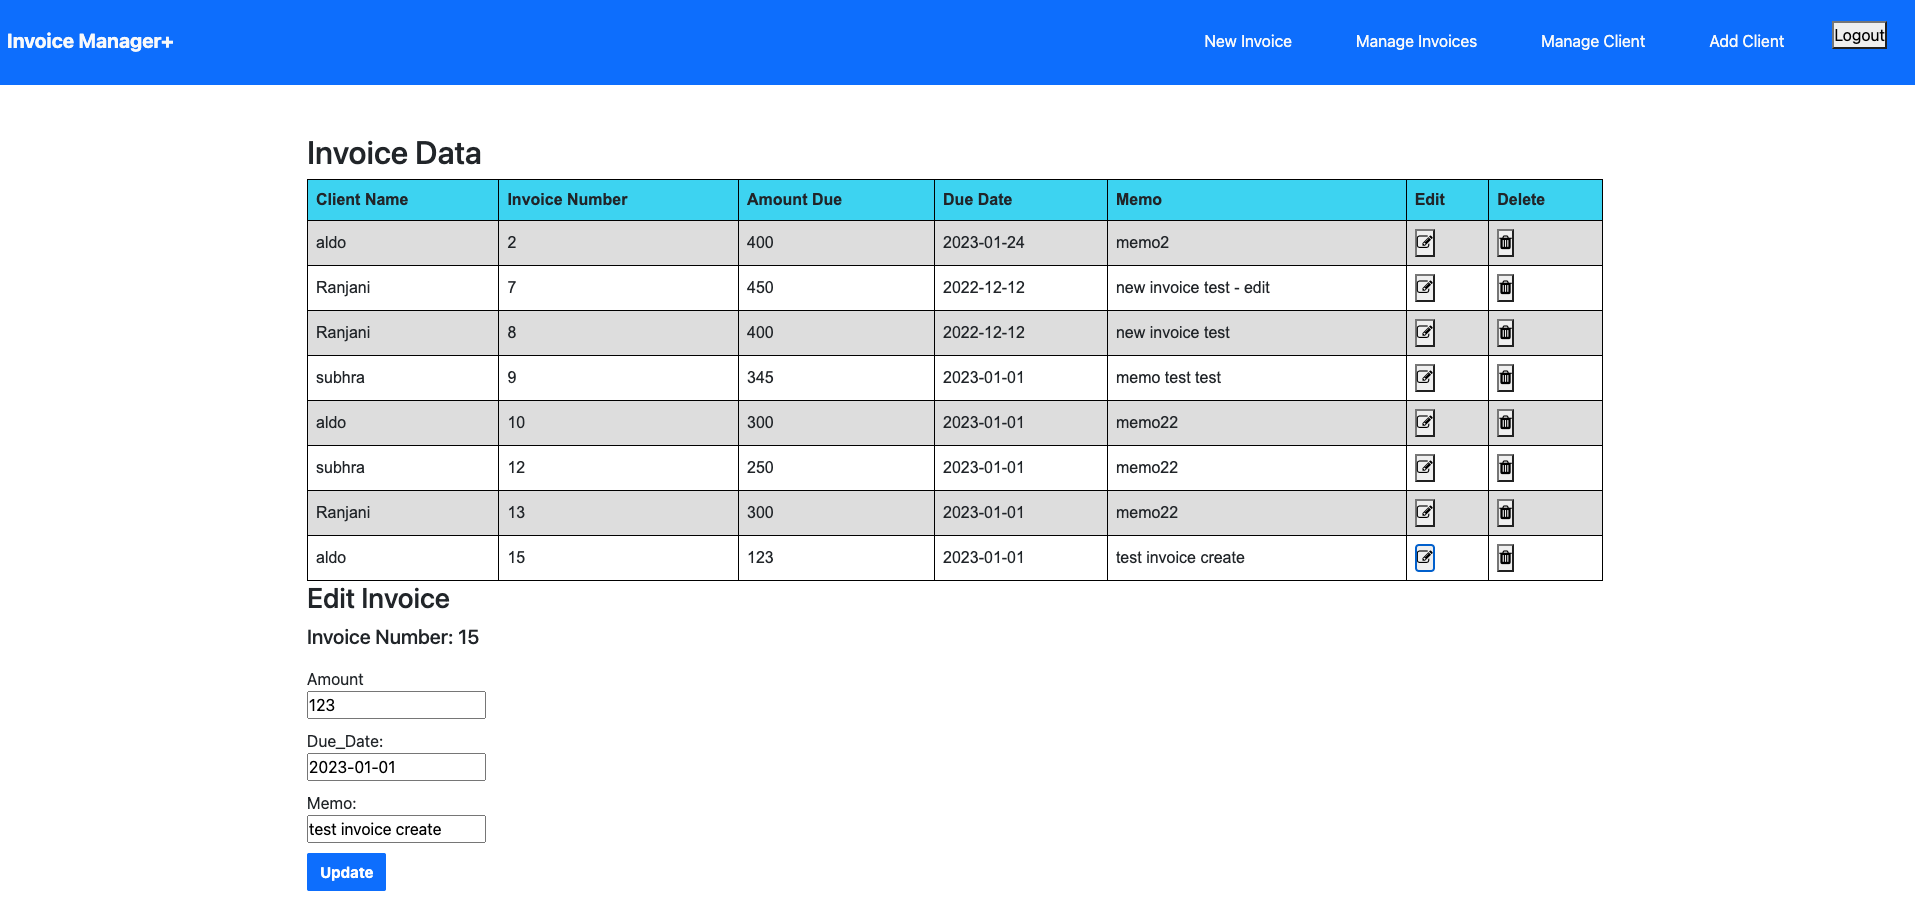 Invoice Manager+ New Invoice Manage Invoices Manage Client Add Client Logout
Invoice Data
Client Name Invoice Number Amount Due Due Date Memo Edit Delete
aldo 2 400 2023-01-24 memo2
Ranjani 7 450 2022-12-12 new invoice test - edit
Ranjani 8 400 2022-12-12 new invoice test
subhra 9 345 2023-01-01 memo test test
aldo 10 300 2023-01-01 memo22
subhra 12 250 2023-01-01 memo22
Ranjani 13 300 2023-01-01 memo22
aldo 15 123 2023-01-01 test invoice create
Edit Invoice
Invoice Number: 15
Amount
123
Due_Date:
2023-01-01
Memo:
test invoice create
Update